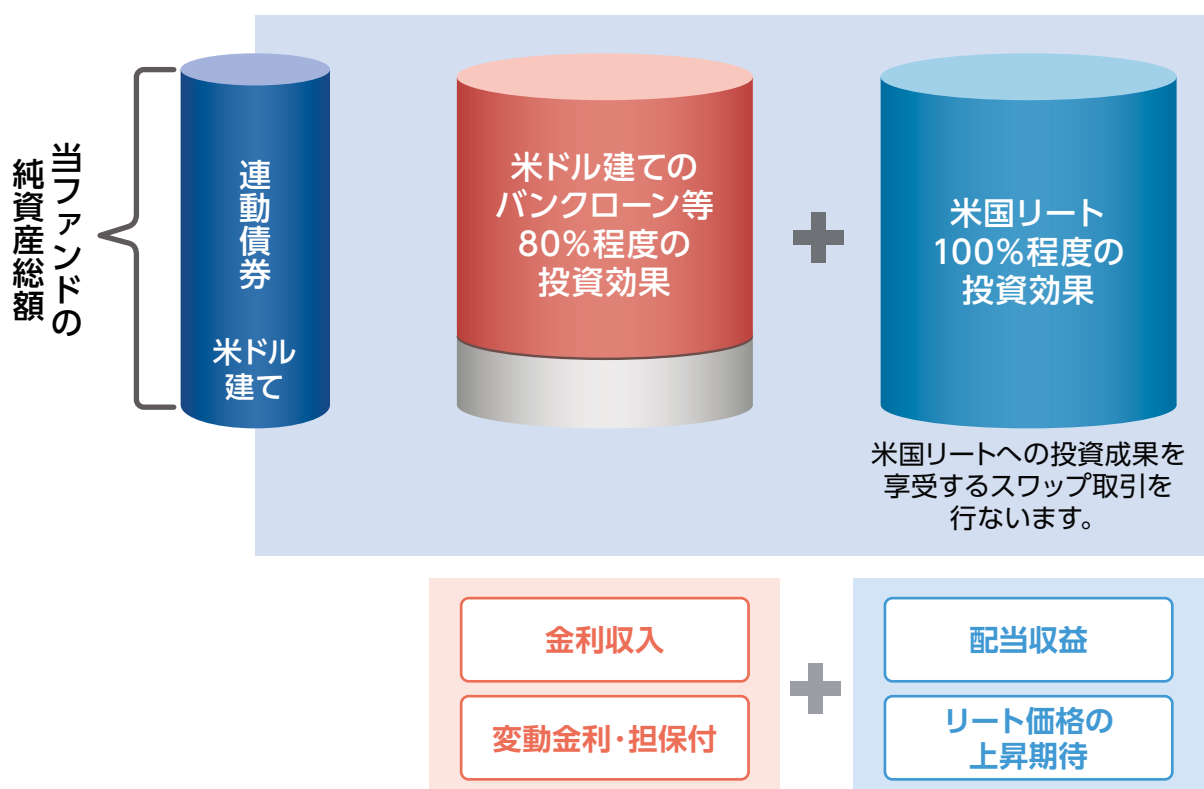 当ファンドの
純資産総額
連動債券
米ドル
建て
米ドル建ての
バンクローン等
80%程度の
投資効果
米国リート
100%程度の
投資効果
米国リートへの投資成果を
享受するスワップ取引を
行ないます。
金利収入
変動金利・担保付
配当収益
リート価格の
上昇期待